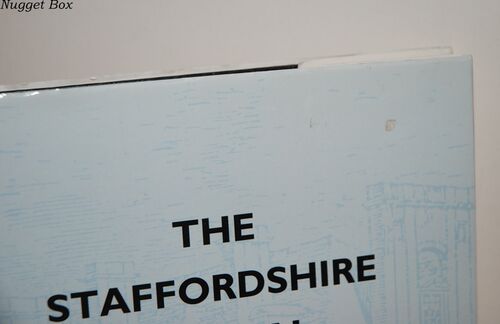 Nugget Box
THE
STAFFORDSHIRE